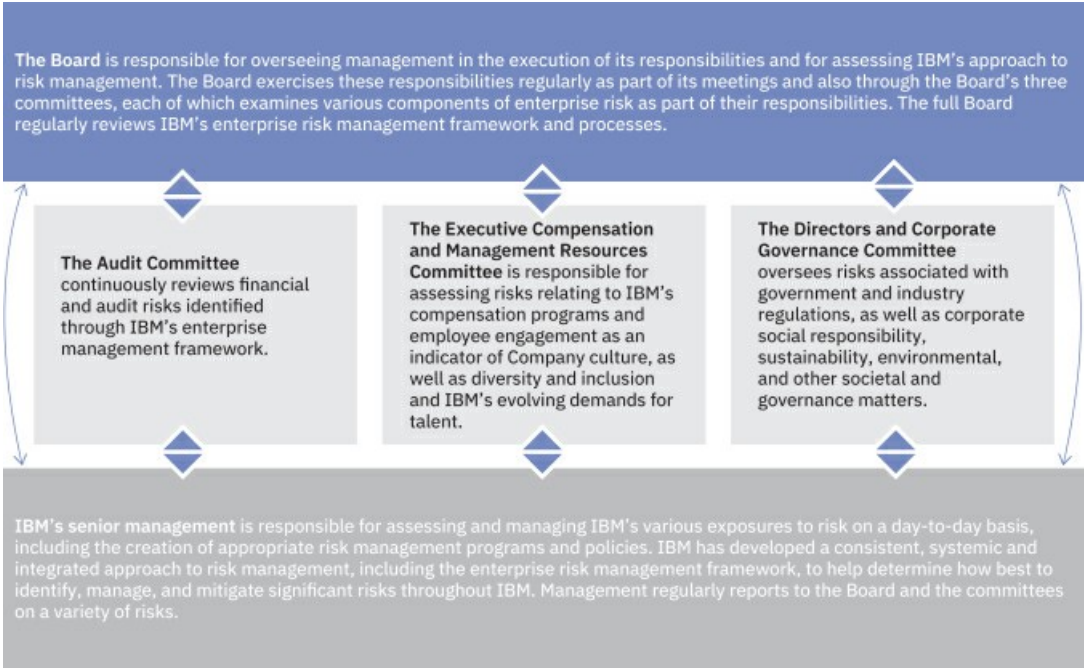 The Board is responsible for overseeing management in the execution of its responsibilities and for assessing IBM's approach to
risk management. The Board exercises these responsibilities regularly as part of its meetings and also through the Board's three
committees, each of which examines various components of enterprise risk as part of their responsibilities. The full Board
regularly reviews IBM's enterprise risk management framework and processes.
The Audit Committee
continuously reviews financial
and audit risks identified
through IBM's enterprise
management framework.
The Executive Compensation
and Management Resources
Committee is responsible for
assessing risks relating to IBM's
compensation programs and
employee engagement as an
indicator of Company culture, as
well as diversity and inclusion
and IBM's evolving demands for
talent.
The Directors and Corporate
Governance Committee
oversees risks associated with
government and industry
regulations, as well as corporate
social responsibility,
sustainability, environmental,
and other societal and
governance matters.
IBM's senior management is responsible for assessing and managing IBM's various exposures to risk on a day-to-day basis,
including the creation of appropriate risk management programs and policies. IBM has developed a consistent, systemic and
integrated approach to risk management, including the enterprise risk management framework, to help determine how best to
identify, manage, and mitigate significant risks throughout IBM. Management regularly reports to the Board and the committees
on a variety of risks.